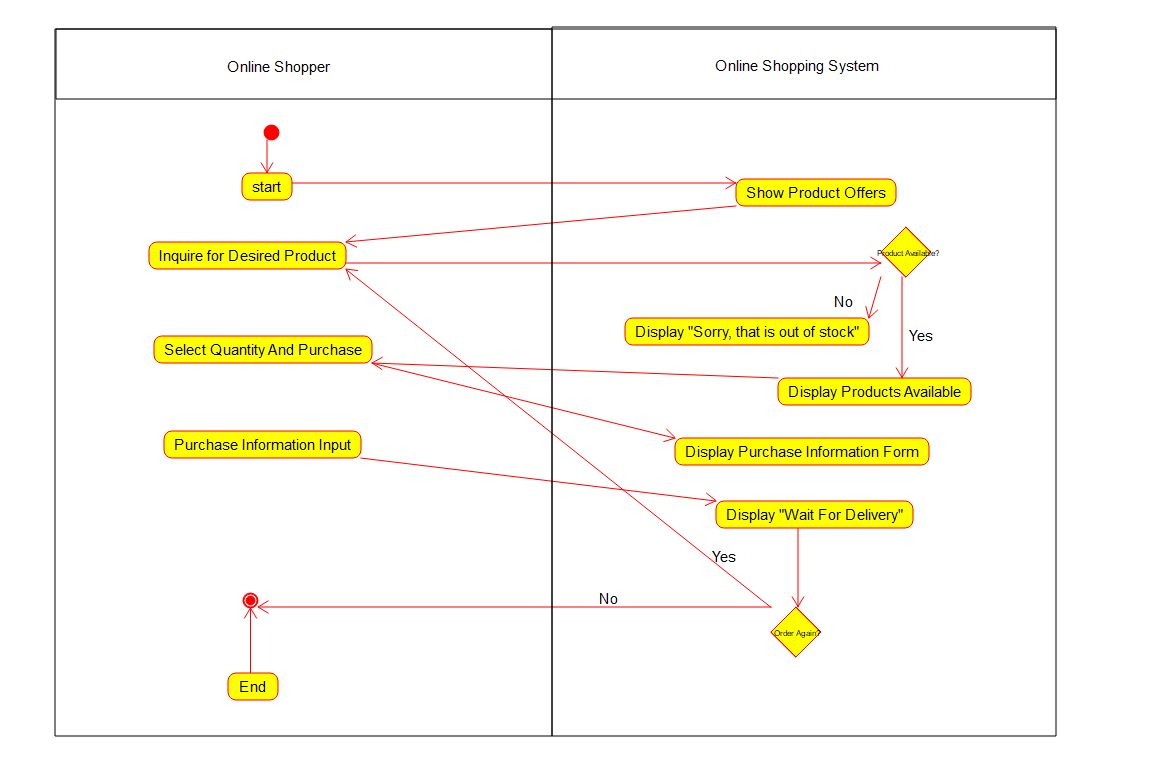 Online Shopper
Online Shopping System
start
Show Product Offers
Inquire for Desired Product
Product Available?
No
Display "Sorry, that is out of stock"
Yes
Select Quantity And Purchase
Display Products Available
Purchase Information Input
Display Purchase Information Form
Display "Wait For Delivery"
Yes
No
Order Again?
End